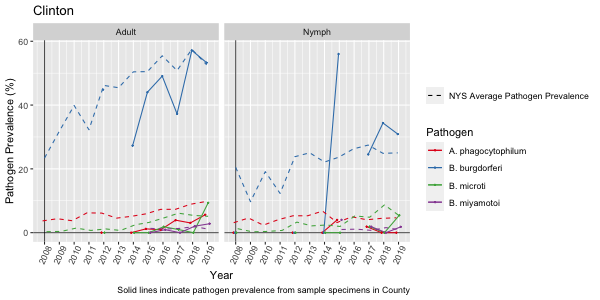 Clinton
Adult
Nymph
Pathogen Prevalence (%)
60
40
20
0
2008 2009 2010 2011 2012 2013 2014 2015 2016 2017 2018 2019
2008 2009 2010 2011 2012 2013 2014 2015 2016 2017 2018 2019
Year
NYS Average Pathogen Prevalence
Pathogen
A. phagocytophilum
B. burgdorferi
B. microti
B. miyamotoi
Solid lines indicate pathogen prevalence from sample specimens in County